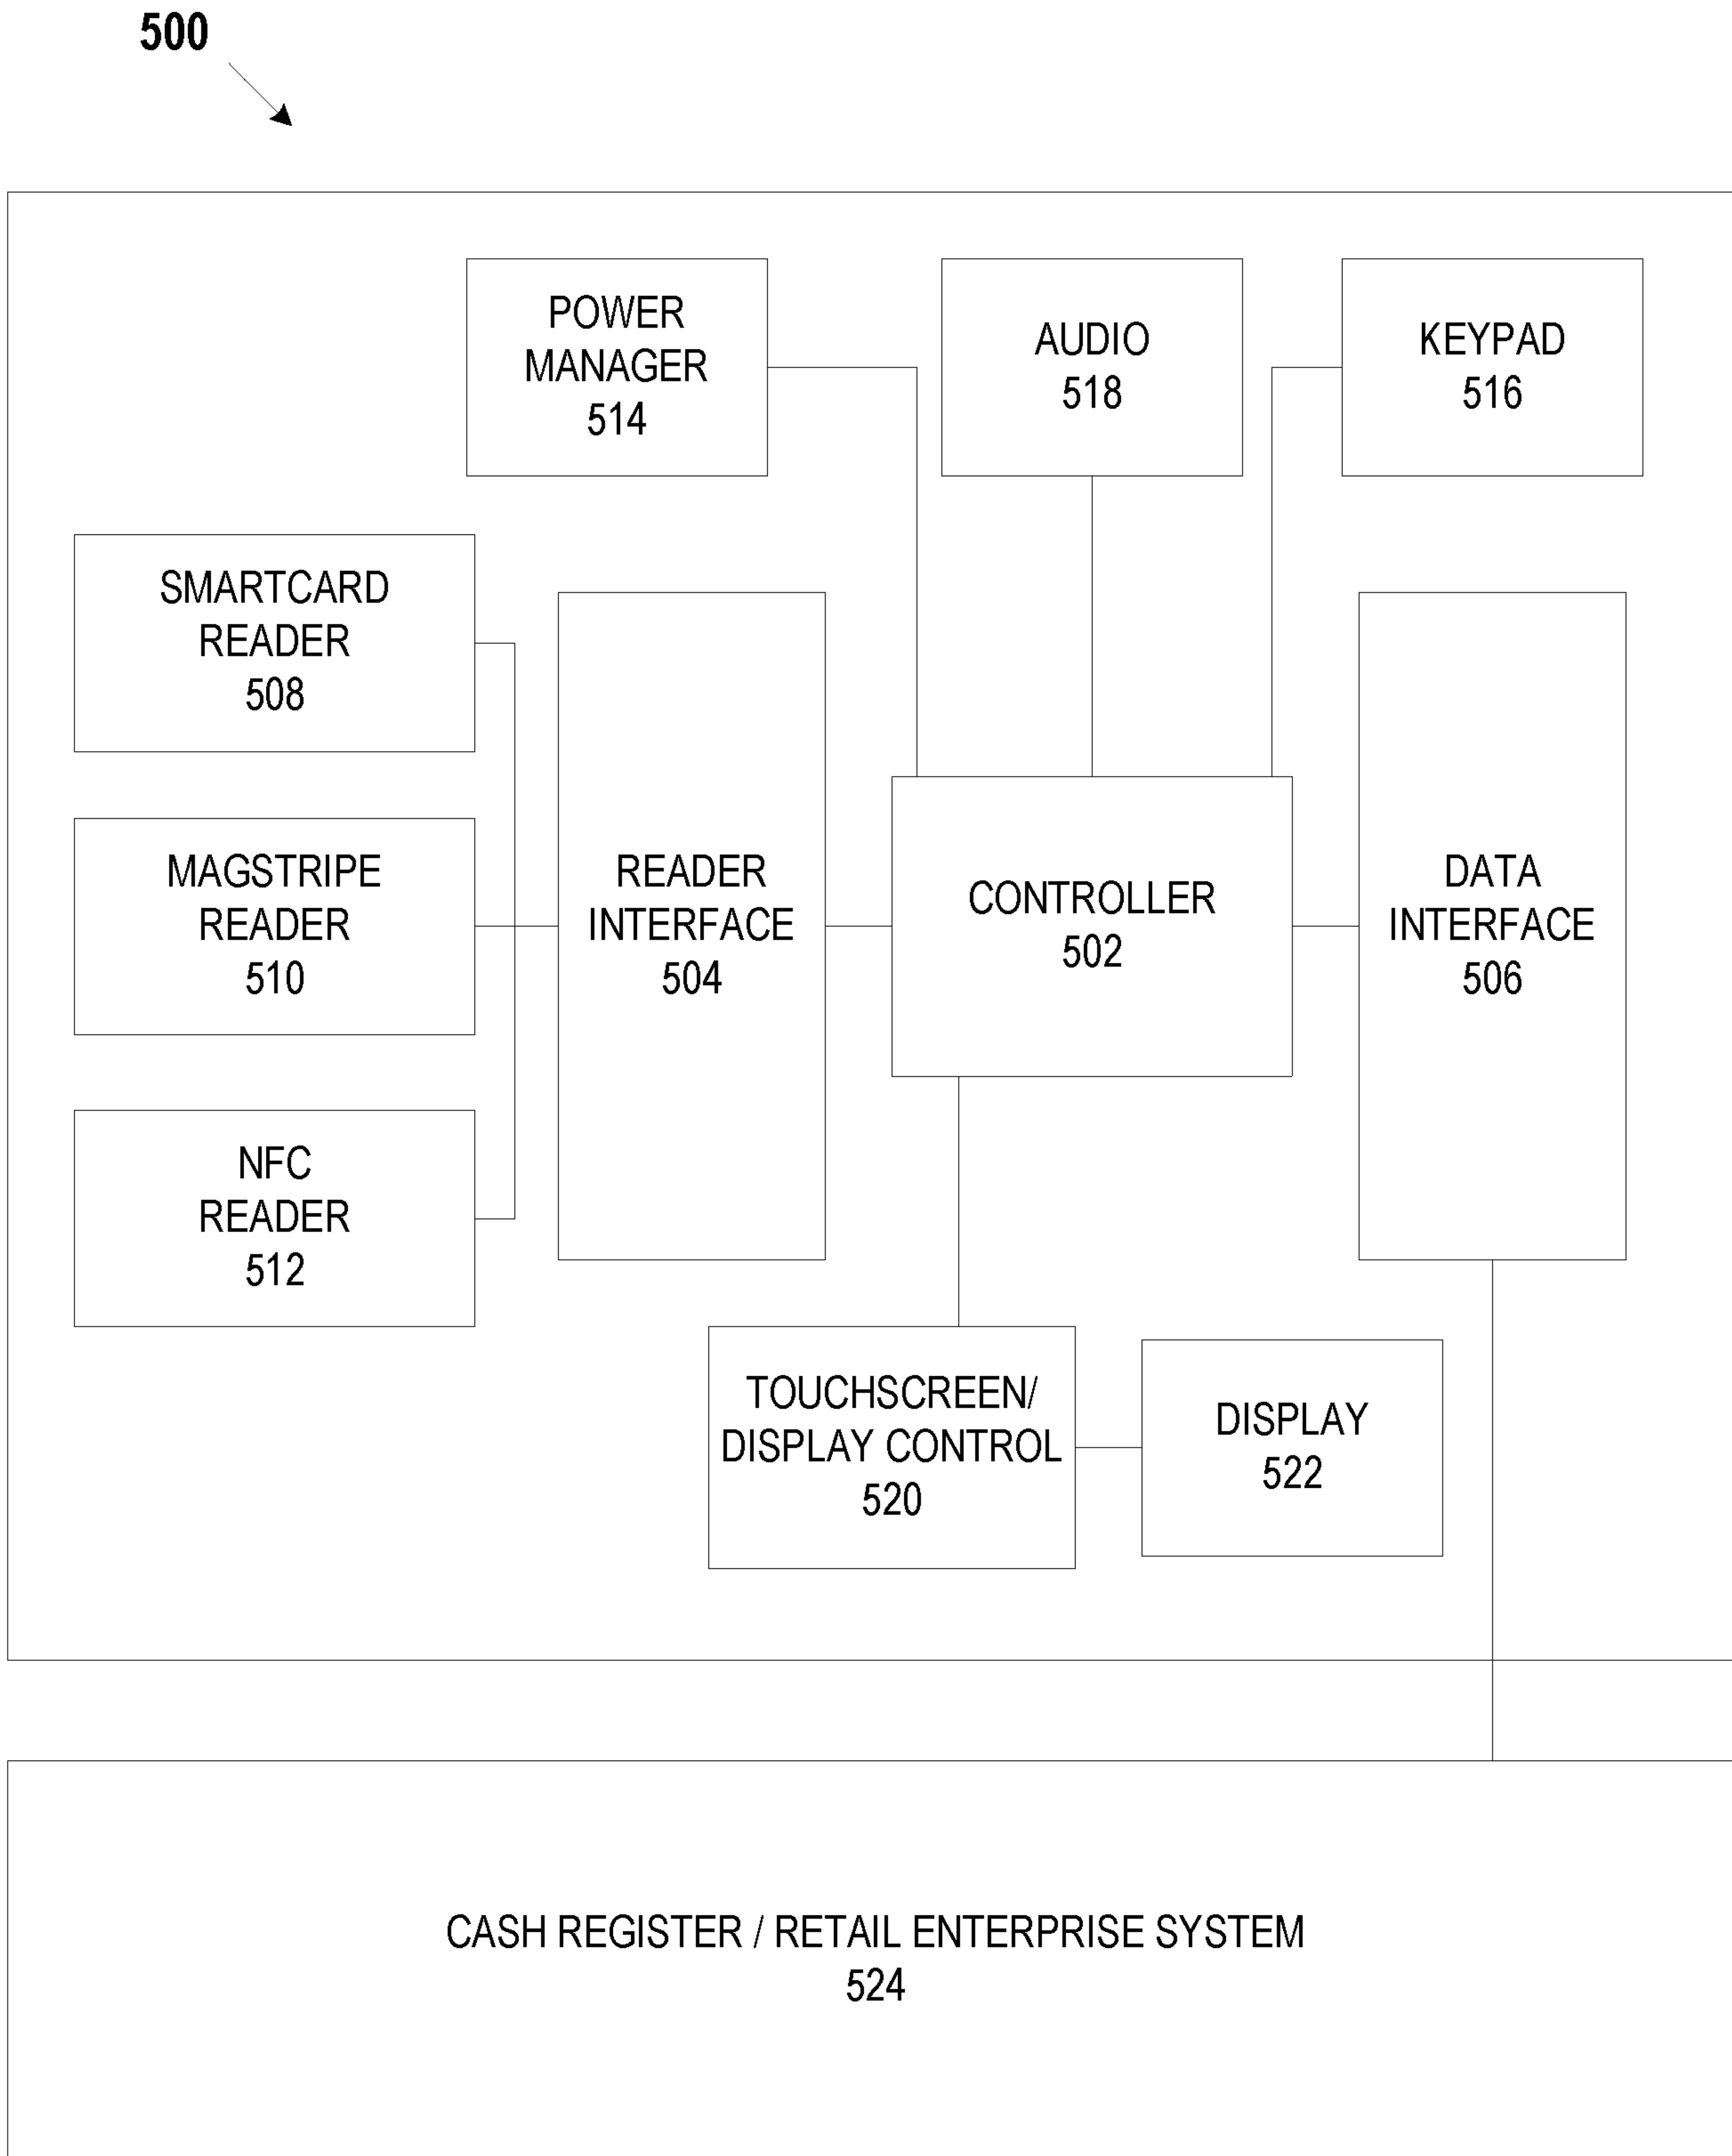 500
POWER
MANAGER
514
AUDIO
518
KEYPAD
516
SMARTCARD
READER
508
MAGSTRIPE
READER
510
NFC
READER
512
READER
INTERFACE
504
CONTROLLER
502
DATA
INTERFACE
506
TOUCHSCREEN/
DISPLAY CONTROL
520
DISPLAY
522
CASH REGISTER / RETAIL ENTERPRISE SYSTEM
524